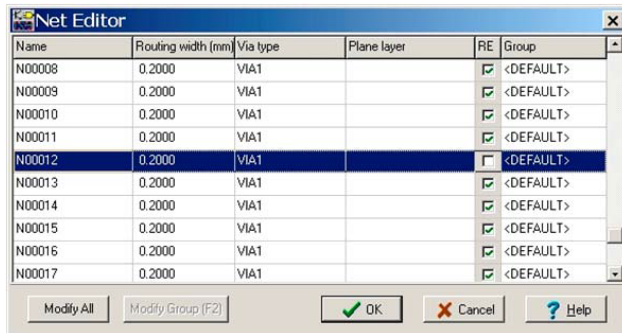 Net Editor
Name Routing width (mm) Via type Plane layer RE Group
N00008 0.2000 VIA1 <DEFAULT>
N00009 0.2000 VIA1 <DEFAULT>
N00010 0.2000 VIA1 <DEFAULT>
N00011 0.2000 VIA1 <DEFAULT>
N00012 0.2000 VIA1 <DEFAULT>
N00013 0.2000 VIA1 <DEFAULT>
N00014 0.2000 VIA1 <DEFAULT>
N00015 0.2000 VIA1 <DEFAULT>
N00016 0.2000 VIA1 <DEFAULT>
N00017 0.2000 VIA1 <DEFAULT>
Modify All Modify Group (F2) OK Cancel Help